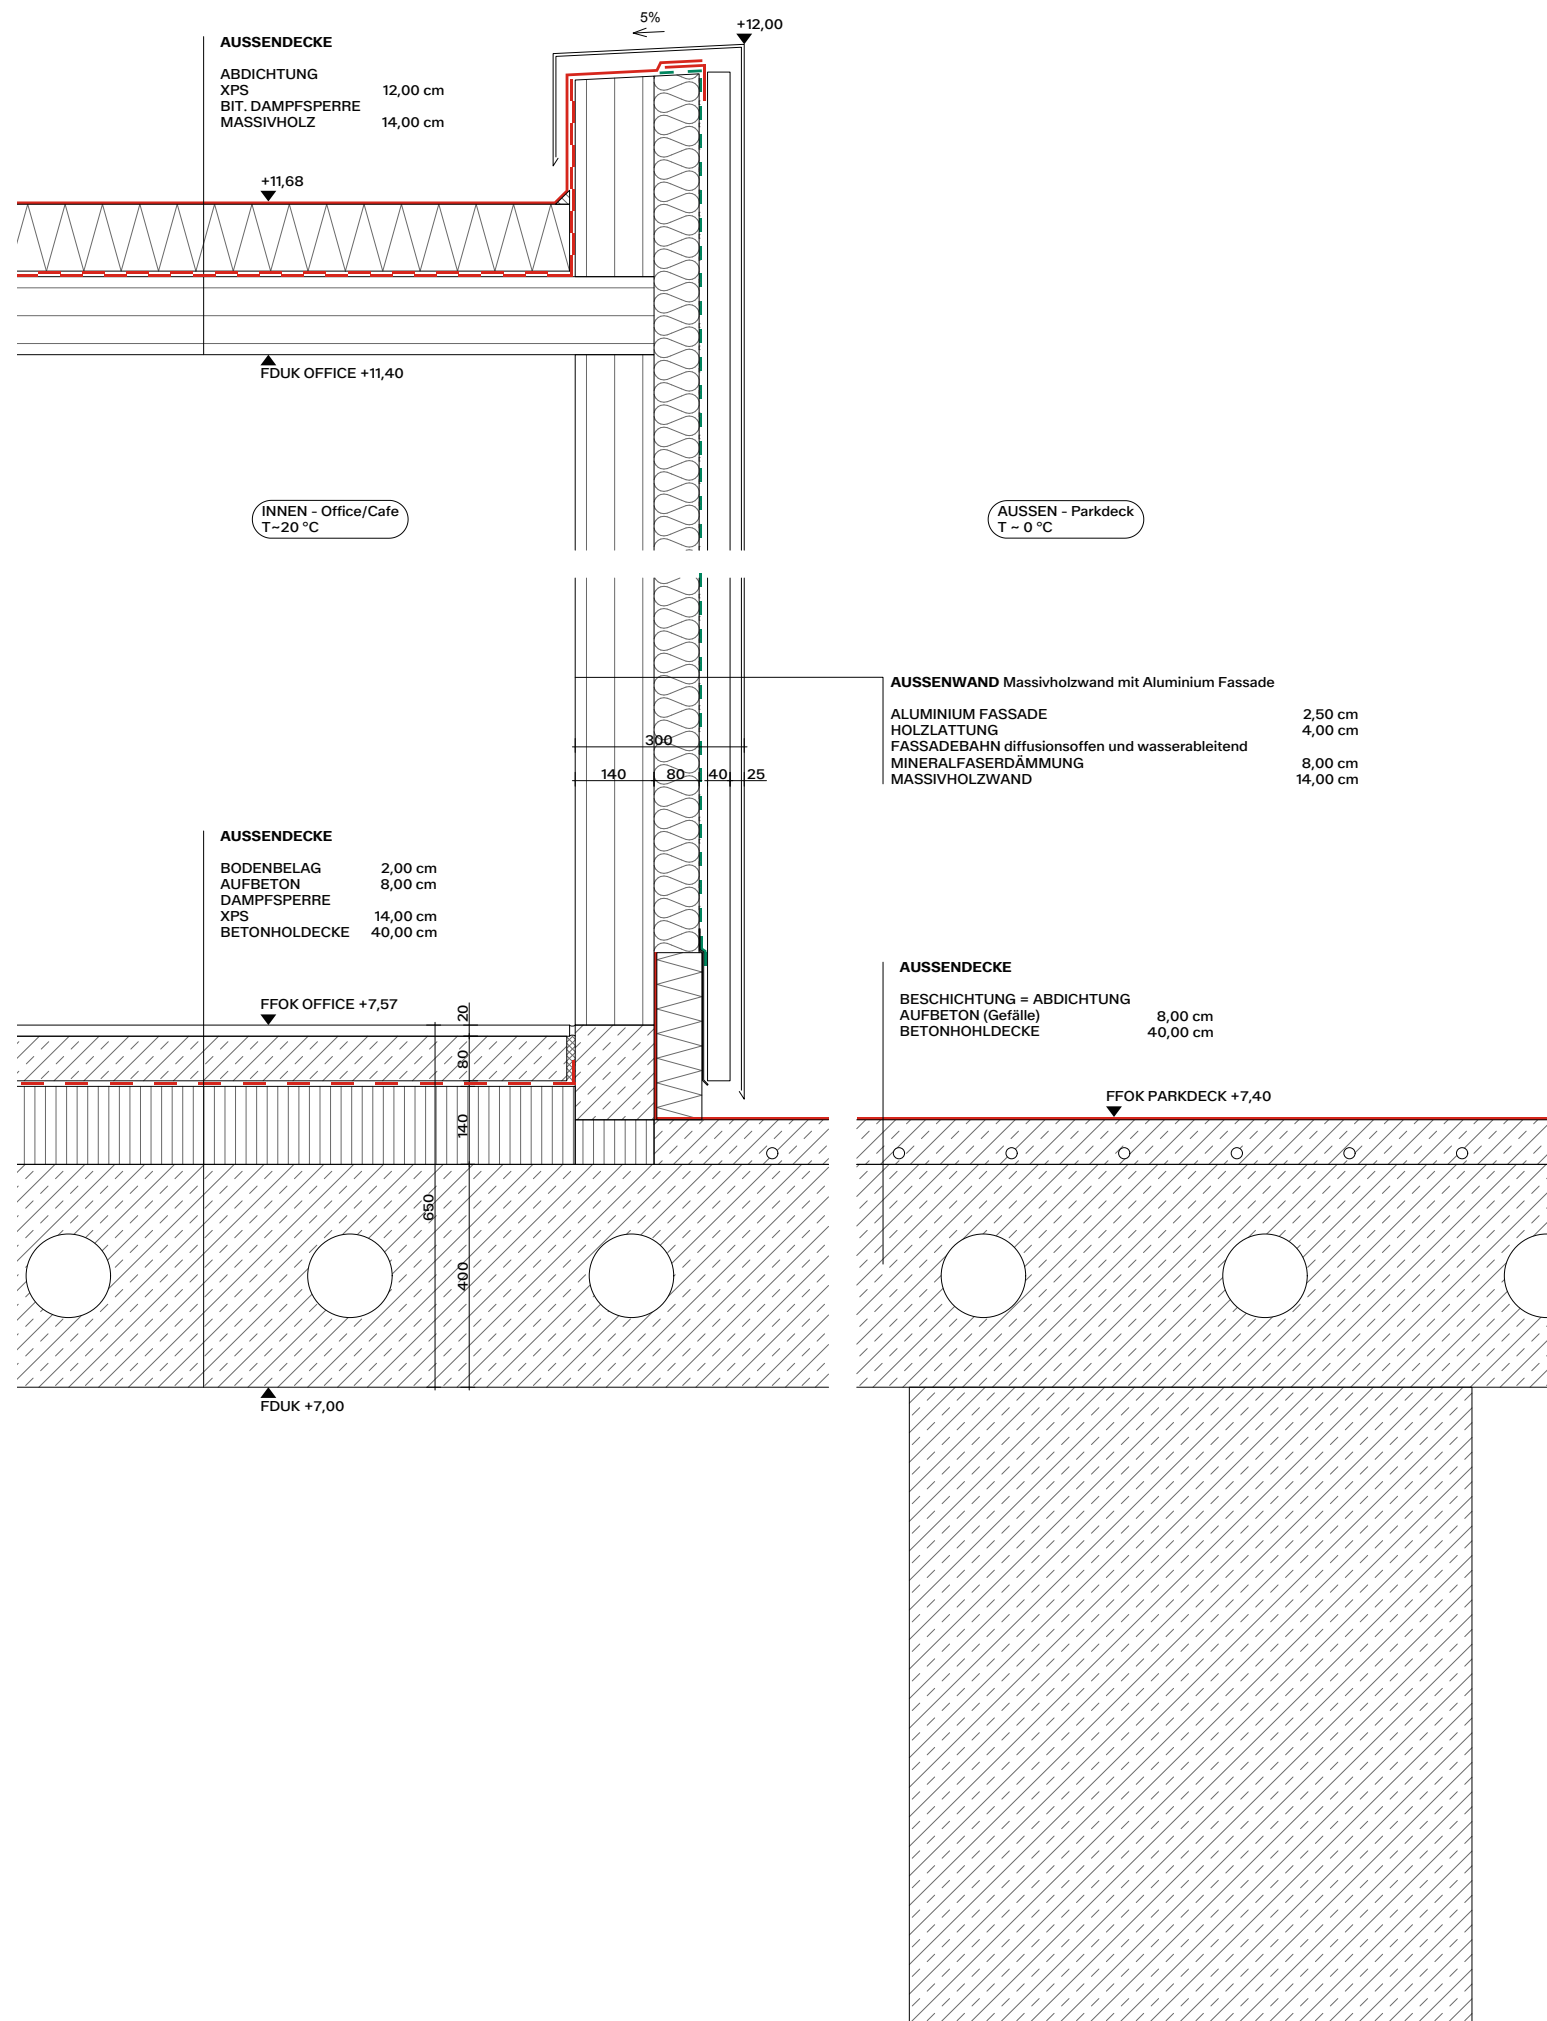 5%
+12,00
AUSSENDECKE
ABDICHTUNG
XPS 12,00 cm
BIT. DAMPFSPERRE
MASSIVHOLZ 14,00 cm
+11,68
FDUK OFFICE +11,40
INNEN - Office/Cafe
T~20 °C
AUSSEN - Parkdeck
T ~ 0 °C
AUSSENWAND Massivholzwand mit Aluminium Fassade
ALUMINIUM FASSADE 2,50 cm
HOLZLATTUNG 4,00 cm
FASSADEBAHN diffusionsoffen und wasserableitend
MINERALFASERDÄMMUNG 8,00 cm
MASSIVHOLZWAND 14,00 cm
300
140 80 40 25
AUSSENDECKE
BODENBELAG 2,00 cm
AUFBETON 8,00 cm
DAMPFSPERRE
XPS 14,00 cm
BETONHOLDECKE 40,00 cm
FFOK OFFICE +7,57
20
80
140
650
400
FDUK +7,00
AUSSENDECKE
BESCHICHTUNG = ABDICHTUNG
AUFBETON (Gefälle) 8,00 cm
BETONHOHLDECKE 40,00 cm
FFOK PARKDECK +7,40